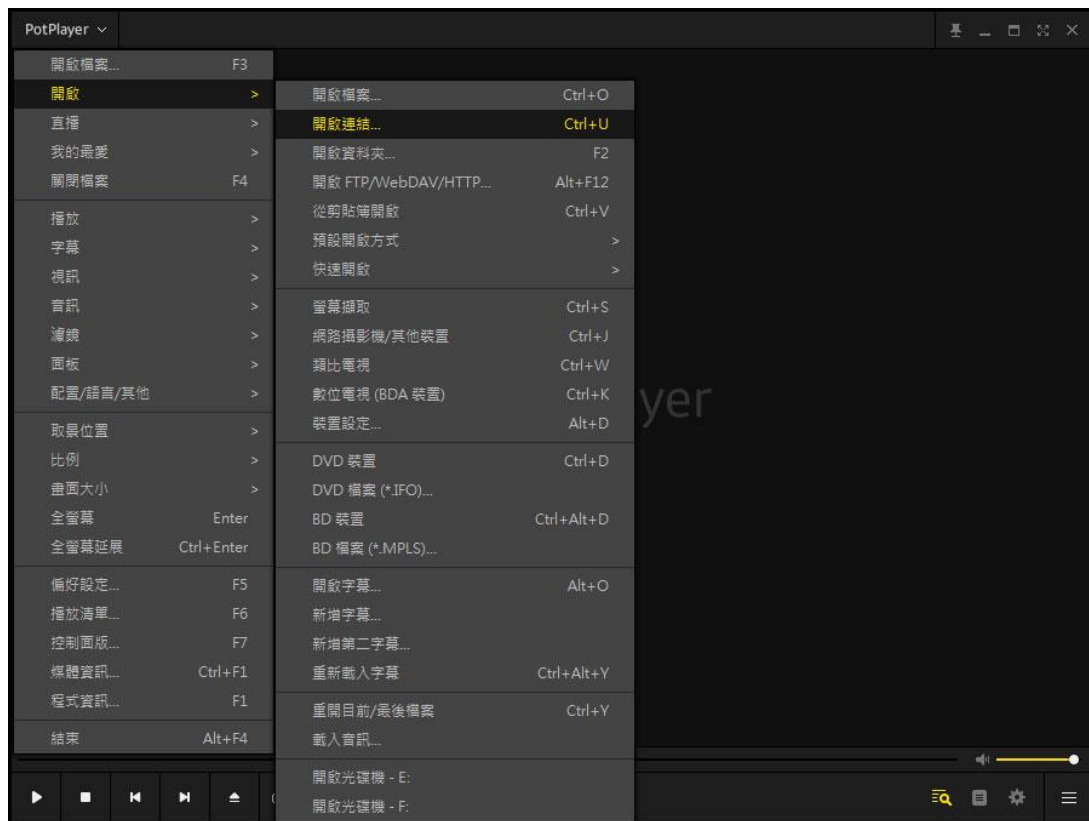 PotPlayer
開啟檔案... F3
開啟 >
直播 >
我的最愛 >
關閉檔案 F4
播放 >
字幕 >
視訊 >
音訊 >
濾鏡 >
面板 >
配置/語言/其他 >
取景位置 >
比例 >
畫面大小 >
全螢幕 Enter
全螢幕延展 Ctrl+Enter
偏好設定... F5
播放清單... F6
控制面版... F7
媒體資訊... Ctrl+F1
程式資訊... F1
結束 Alt+F4
開啟檔案... Ctrl+O
開啟連結... Ctrl+U
開啟資料夾... F2
開啟 FTP/WebDAV/HTTP... Alt+F12
從剪貼簿開啟 Ctrl+V
預設開啟方式 >
快速開啟 >
螢幕擷取 Ctrl+S
網路攝影機/其他裝置 Ctrl+J
類比電視 Ctrl+W
數位電視 (BDA 裝置) Ctrl+K
裝置設定... Alt+D
DVD 裝置 Ctrl+D
DVD 檔案 (*.IFO)...
BD 裝置 Ctrl+Alt+D
BD 檔案 (*.MPLS)...
開啟字幕... Alt+O
新增字幕...
新增第二字幕...
重新載入字幕 Ctrl+Alt+Y
重開目前/最後檔案 Ctrl+Y
載入音訊...
開啟光碟機 - E:
開啟光碟機 - F:
yer